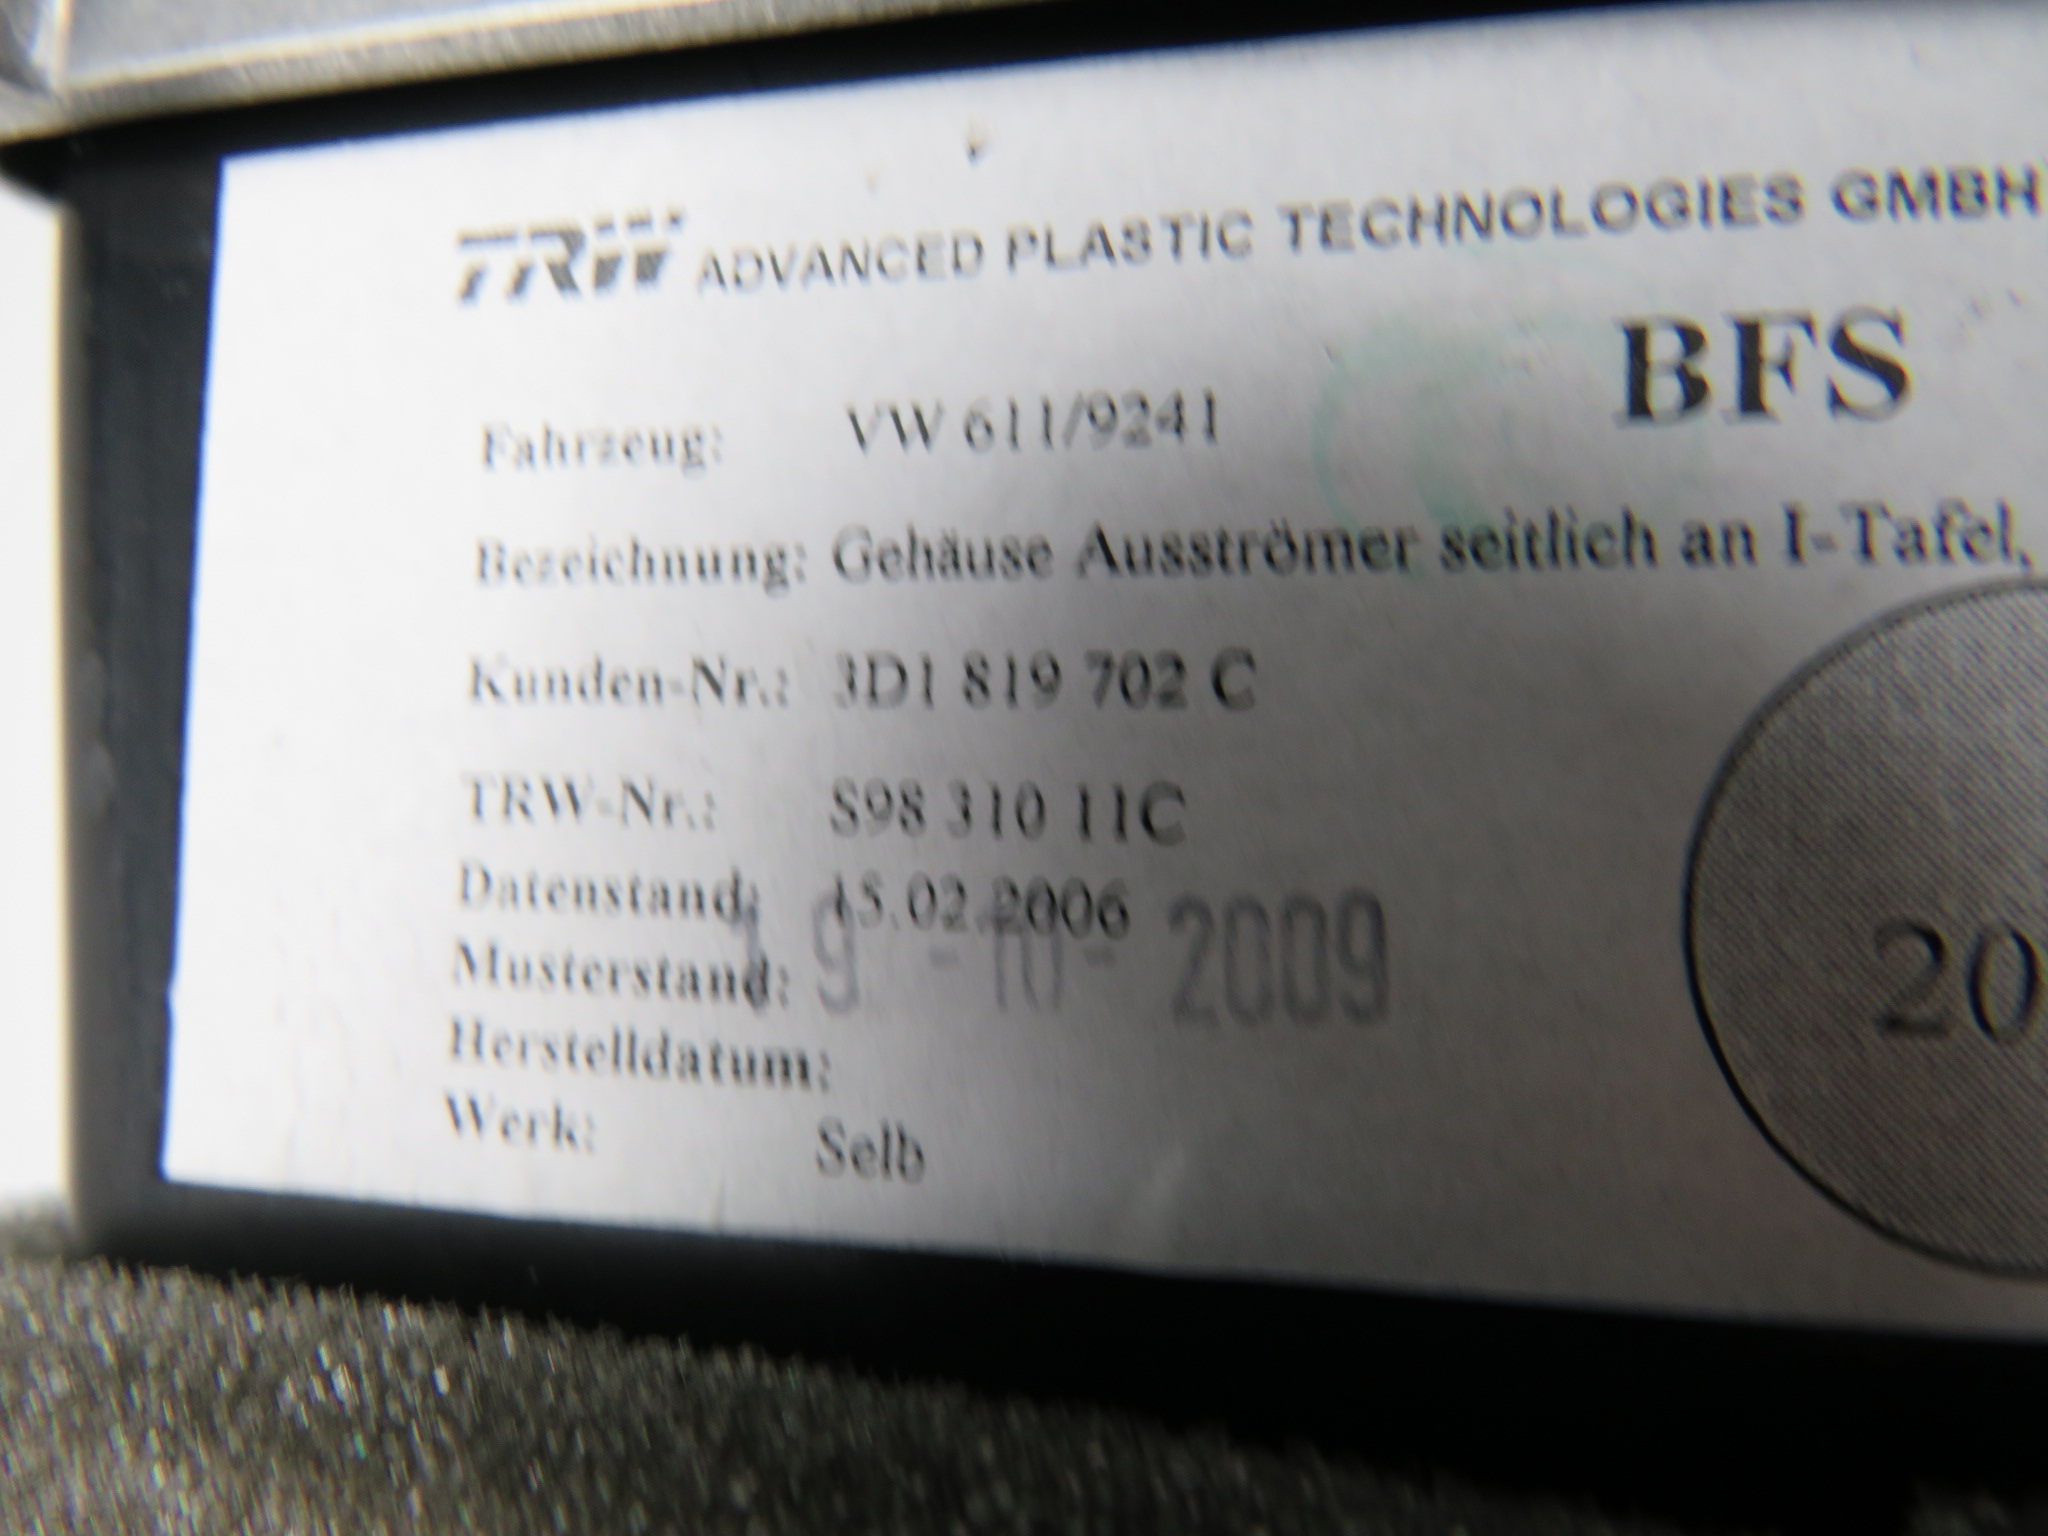 TRW ADVANCED PLASTIC TECHNOLOGIES GMBH
BFS
Fahrzeug: VW 611/9241
Bezeichnung: Gehäuse Ausströmer seitlich an I-Tafel,
Kunden-Nr.: 3D1 819 702 C
TRW-Nr.: S98 310 11C
Datenstand: 15.02.2006
19 -10- 2009
Musterstand:
Herstelldatum:
Werk: Selb
20